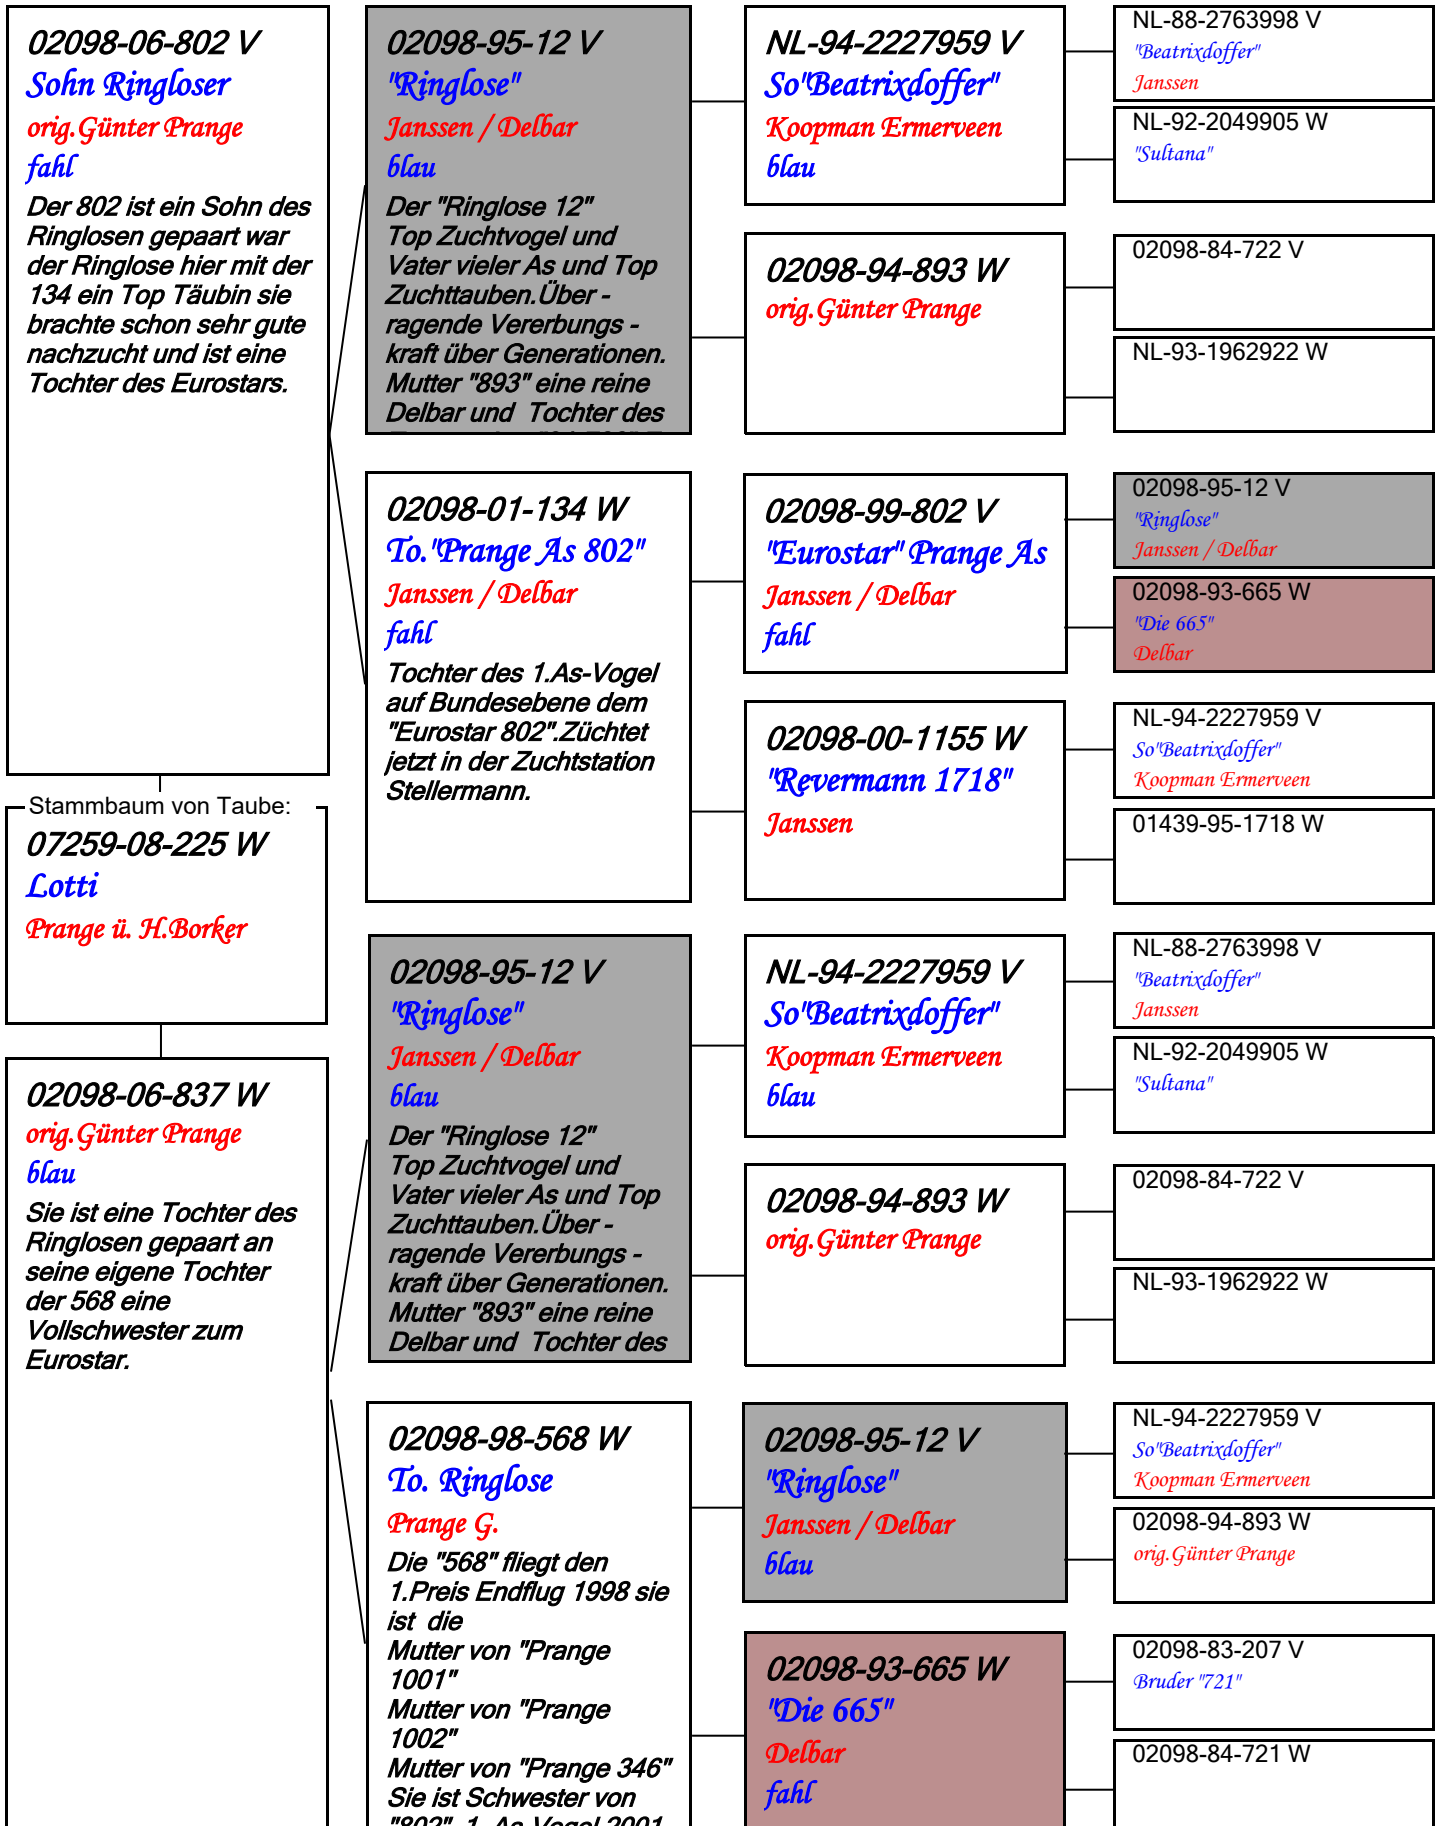 02098-06-802 V
Sohn Ringloser
orig.Günter Prange
fahl
Der 802 ist ein Sohn des
Ringlosen gepaart war
der Ringlose hier mit der
134 ein Top Täubin sie
brachte schon sehr gute
nachzucht und ist eine
Tochter des Eurostars.
Stammbaum von Taube:
07259-08-225 W
Lotti
Prange ü. H.Borker
02098-06-837 W
orig.Günter Prange
blau
Sie ist eine Tochter des
Ringlosen gepaart an
seine eigene Tochter
der 568 eine
Vollschwester zum
Eurostar.
02098-95-12 V
"Ringlose"
Janssen / Delbar
blau
Der "Ringlose 12"
Top Zuchtvogel und
Vater vieler As und Top
Zuchttauben.Über -
ragende Vererbungs -
kraft über Generationen.
Mutter "893" eine reine
Delbar und  Tochter des
02098-01-134 W
To."Prange As 802"
Janssen / Delbar
fahl
Tochter des 1.As-Vogel
auf Bundesebene dem
"Eurostar 802".Züchtet
jetzt in der Zuchtstation
Stellermann.
02098-95-12 V
"Ringlose"
Janssen / Delbar
blau
Der "Ringlose 12"
Top Zuchtvogel und
Vater vieler As und Top
Zuchttauben.Über -
ragende Vererbungs -
kraft über Generationen.
Mutter "893" eine reine
Delbar und  Tochter des
02098-98-568 W
To. Ringlose
Prange G.
Die "568" fliegt den
1.Preis Endflug 1998 sie
ist  die
Mutter von "Prange
1001"
Mutter von "Prange
1002"
Mutter von "Prange 346"
Sie ist Schwester von
"802", 1. As-Vogel 2001
NL-94-2227959 V
So"Beatrixdoffer"
Koopman Ermerveen
blau
02098-94-893 W
orig.Günter Prange
02098-99-802 V
"Eurostar" Prange As
Janssen / Delbar
fahl
02098-00-1155 W
"Revermann 1718"
Janssen
NL-94-2227959 V
So"Beatrixdoffer"
Koopman Ermerveen
blau
02098-94-893 W
orig.Günter Prange
02098-95-12 V
"Ringlose"
Janssen / Delbar
blau
02098-93-665 W
"Die 665"
Delbar
fahl
NL-88-2763998 V
"Beatrixdoffer"
Janssen
NL-92-2049905 W
"Sultana"
02098-84-722 V
NL-93-1962922 W
02098-95-12 V
"Ringlose"
Janssen / Delbar
02098-93-665 W
"Die 665"
Delbar
NL-94-2227959 V
So"Beatrixdoffer"
Koopman Ermerveen
01439-95-1718 W
NL-88-2763998 V
"Beatrixdoffer"
Janssen
NL-92-2049905 W
"Sultana"
02098-84-722 V
NL-93-1962922 W
NL-94-2227959 V
So"Beatrixdoffer"
Koopman Ermerveen
02098-94-893 W
orig.Günter Prange
02098-83-207 V
Bruder "721"
02098-84-721 W